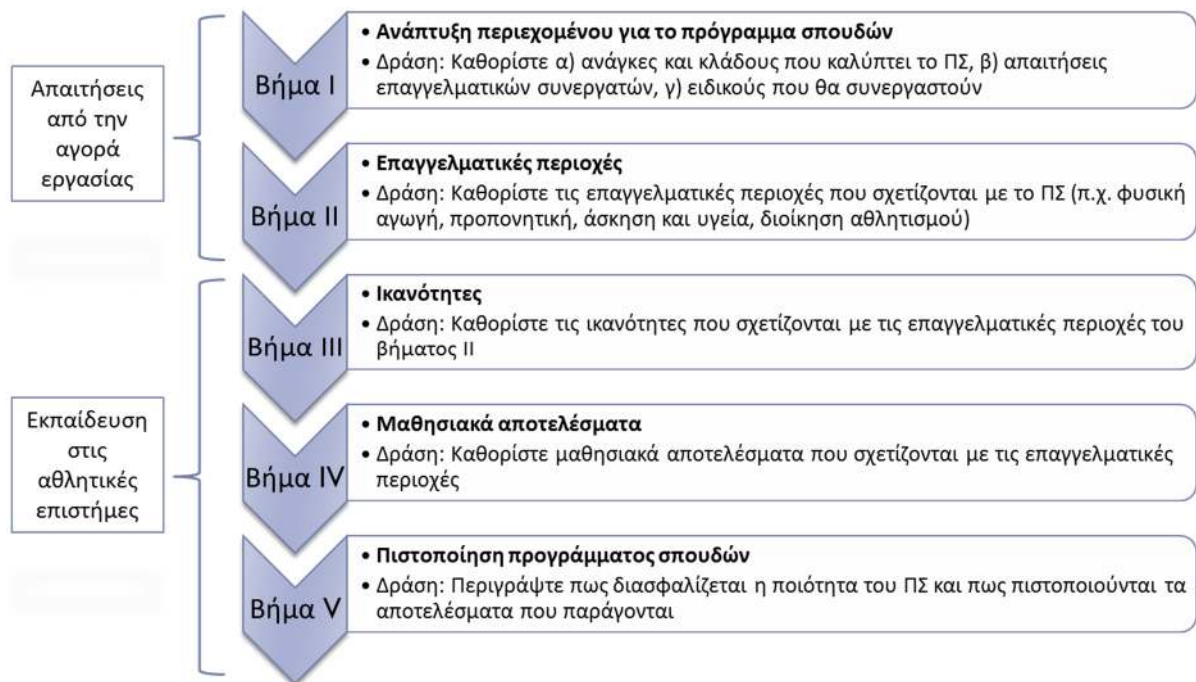 Απαιτήσεις
από την
αγορά
εργασίας
Βήμα I
• Ανάπτυξη περιεχομένου για το πρόγραμμα σπουδών
• Δράση: Καθορίστε α) ανάγκες και κλάδους που καλύπτει το ΠΣ, β) απαιτήσεις
επαγγελματικών συνεργατών, γ) ειδικούς που θα συνεργαστούν
Βήμα II
• Επαγγελματικές περιοχές
• Δράση: Καθορίστε τις επαγγελματικές περιοχές που σχετίζονται με το ΠΣ (π.χ. φυσική
αγωγή, προπονητική, άσκηση και υγεία, διοίκηση αθλητισμού)
Εκπαίδευση
στις
αθλητικές
επιστήμες
Βήμα III
• Ικανότητες
• Δράση: Καθορίστε τις ικανότητες που σχετίζονται με τις επαγγελματικές περιοχές του
βήματος II
Βήμα IV
• Μαθησιακά αποτελέσματα
• Δράση: Καθορίστε μαθησιακά αποτελέσματα που σχετίζονται με τις επαγγελματικές
περιοχές
Βήμα V
• Πιστοποίηση προγράμματος σπουδών
• Δράση: Περιγράψτε πως διασφαλίζεται η ποιότητα του ΠΣ και πως πιστοποιούνται τα
αποτελέσματα που παράγονται